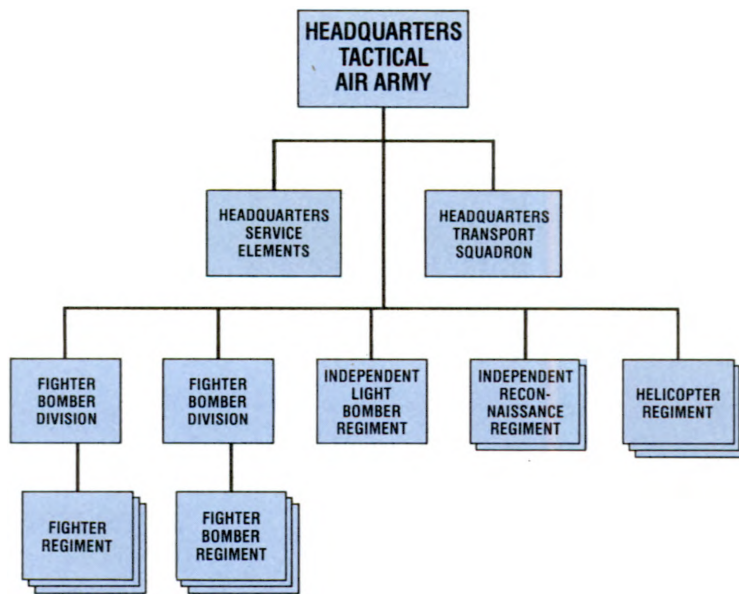 HEADQUARTERS
TACTICAL
AIR ARMY
HEADQUARTERS
SERVICE
ELEMENTS
HEADQUARTERS
TRANSPORT
SQUADRON
FIGHTER
BOMBER
DIVISION
FIGHTER
BOMBER
DIVISION
INDEPENDENT
LIGHT
BOMBER
REGIMENT
INDEPENDENT
RECON-
NAISSANCE
REGIMENT
HELICOPTER
REGIMENT
FIGHTER
REGIMENT
FIGHTER
BOMBER
REGIMENT